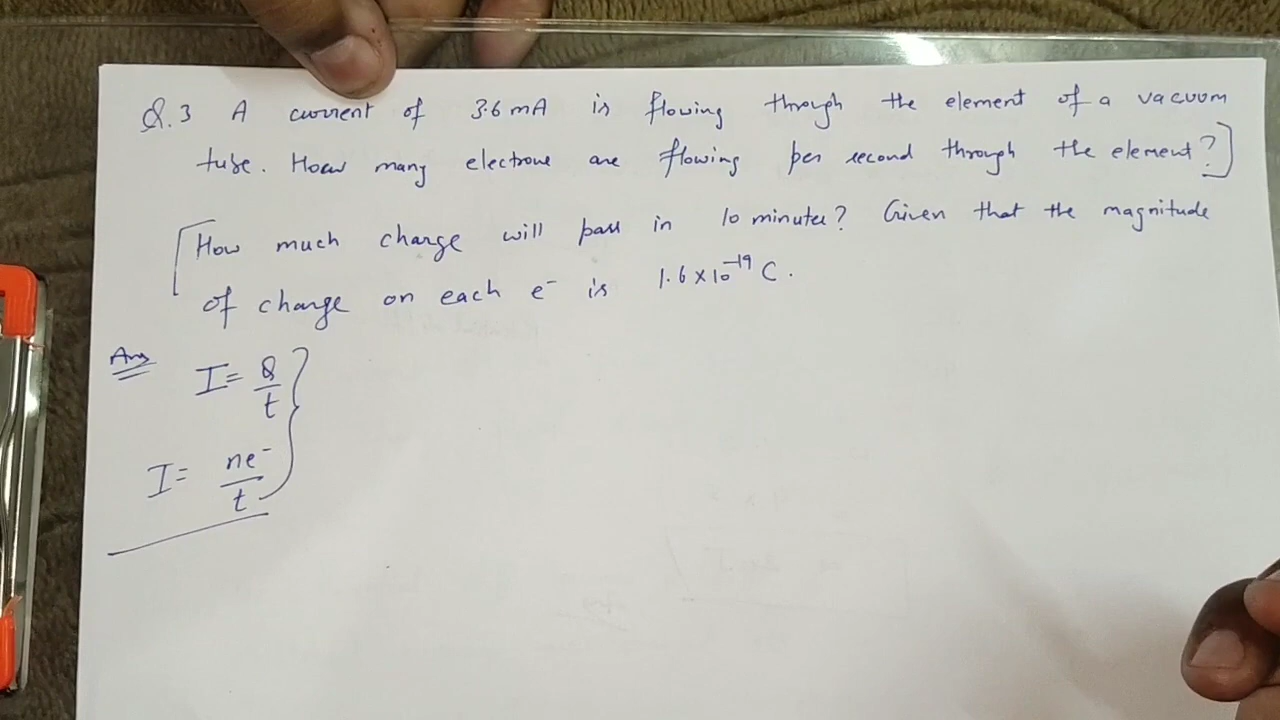 Q.3 A current of 3.6 mA is flowing through the element of a vacuum
tube. How many electrons are flowing per second through the element?]
[How much charge will pass in 10 minutes? Given that the magnitude
of charge on each e⁻ is 1.6×10⁻¹⁹ C.
Ans I = Q/t
I = ne⁻/t